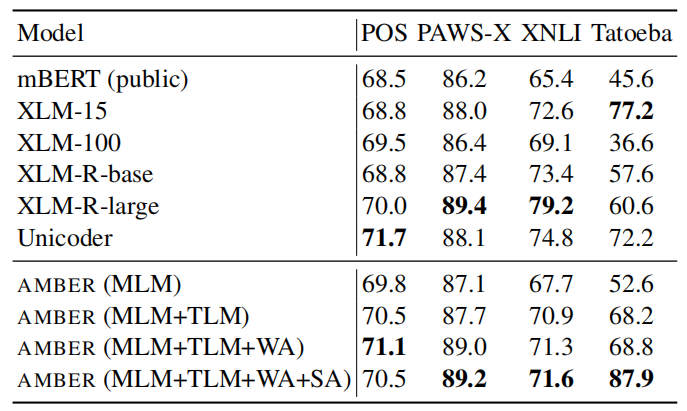 Model POS PAWS-X XNLI Tatoeba
mBERT (public) 68.5 86.2 65.4 45.6
XLM-15 68.8 88.0 72.6 77.2
XLM-100 69.5 86.4 69.1 36.6
XLM-R-base 68.8 87.4 73.4 57.6
XLM-R-large 70.0 89.4 79.2 60.6
Unicoder 71.7 88.1 74.8 72.2
AMBER (MLM) 69.8 87.1 67.7 52.6
AMBER (MLM+TLM) 70.5 87.7 70.9 68.2
AMBER (MLM+TLM+WA) 71.1 89.0 71.3 68.8
AMBER (MLM+TLM+WA+SA) 70.5 89.2 71.6 87.9